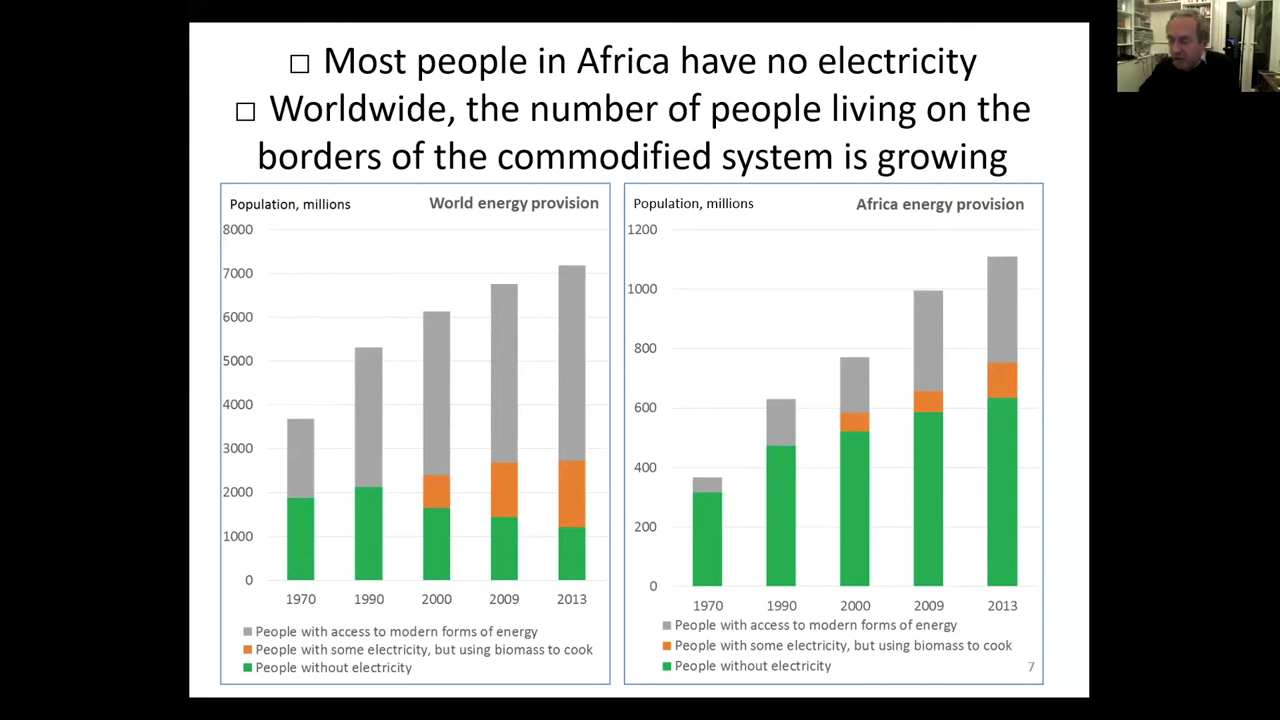 □ Most people in Africa have no electricity
□ Worldwide, the number of people living on the
borders of the commodified system is growing
Population, millions
World energy provision
8000
7000
6000
5000
4000
3000
2000
1000
0
1970 1990 2000 2009 2013
People with access to modern forms of energy
People with some electricity, but using biomass to cook
People without electricity
Population, millions
Africa energy provision
1200
1000
800
600
400
200
0
1970 1990 2000 2009 2013
People with access to modern forms of energy
People with some electricity, but using biomass to cook
People without electricity
7